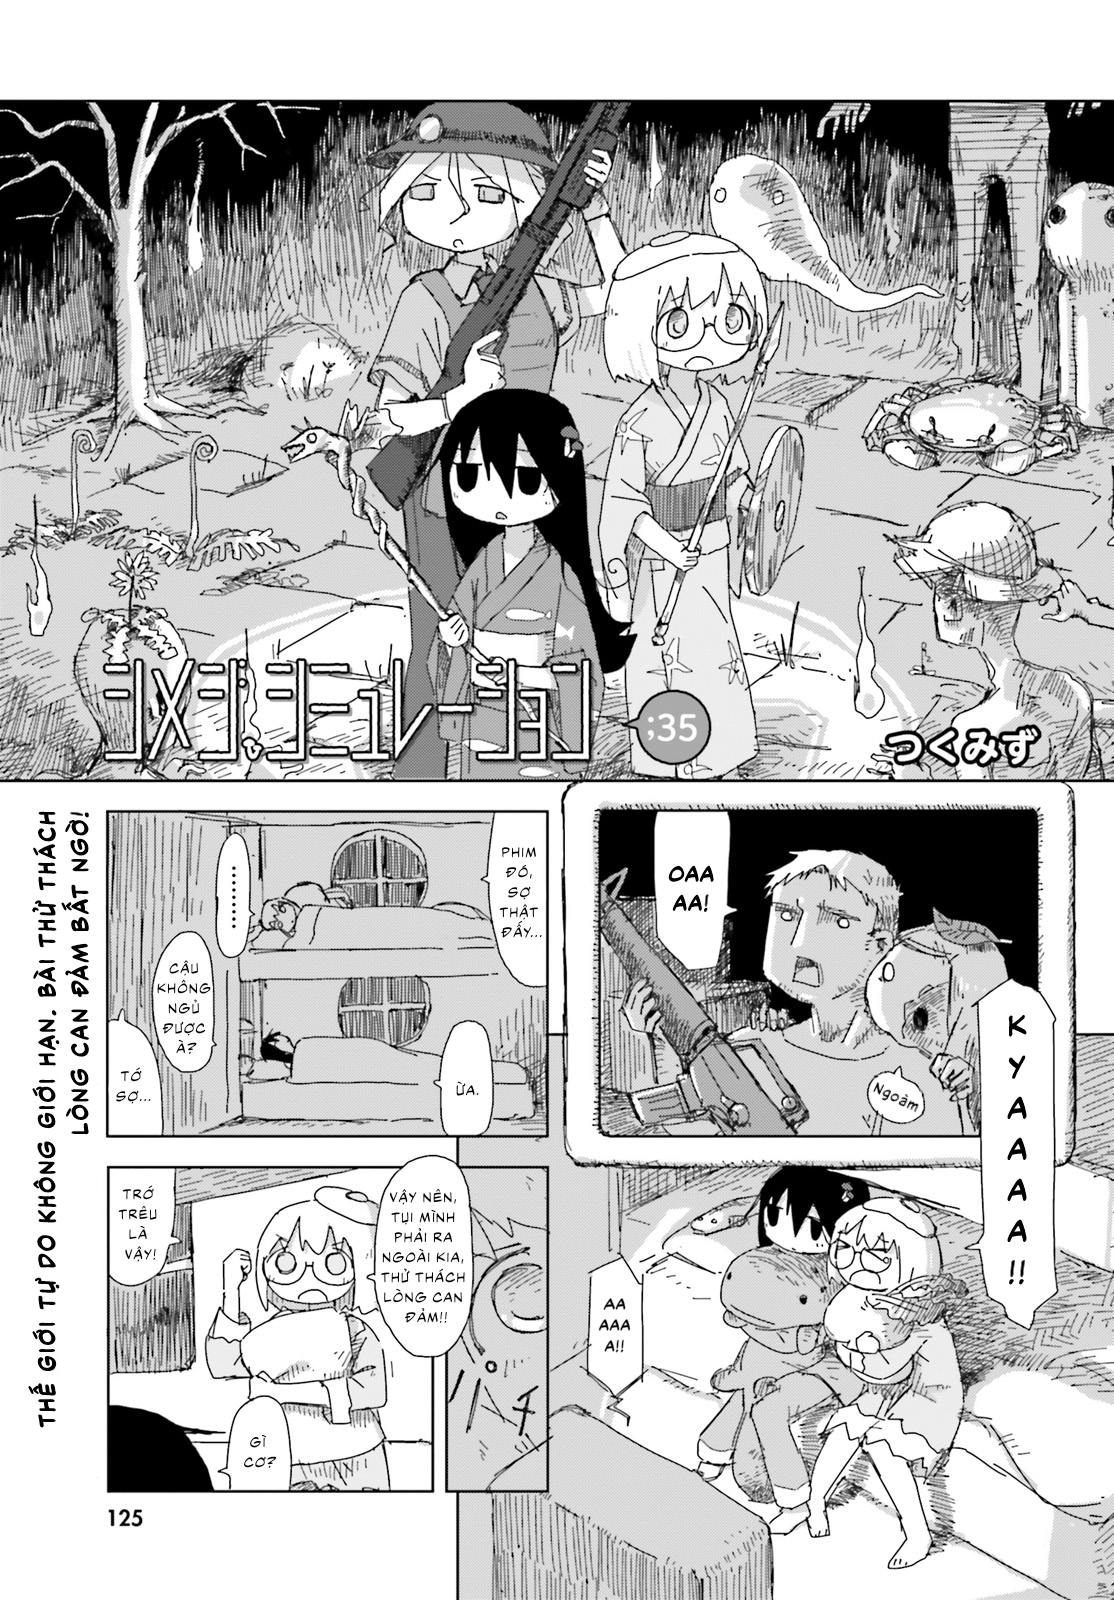 シメジシミュレーション
;35
つくみず
THẾ GIỚI TỰ DO KHÔNG GIỚI HẠN. BÀI THỬ THÁCH
LÒNG CAN ĐẢM BẤT NGỜ!
OAA
AA!
KYAAAA!!
Ngoàm
AA
AAA
A!!
PHIM
ĐÓ,
SỢ
THẬT
ĐẤY...
.........
CẬU
KHÔNG
NGỦ
ĐƯỢC
À?
ỪA.
TỚ
SỢ...
パチ
VẬY NÊN,
TỤI MÌNH
PHẢI RA
NGOÀI KIA,
THỬ THÁCH
LÒNG CAN
ĐẢM!!
TRỚ
TRÊU
LÀ
VẬY!
GÌ
CƠ?
125